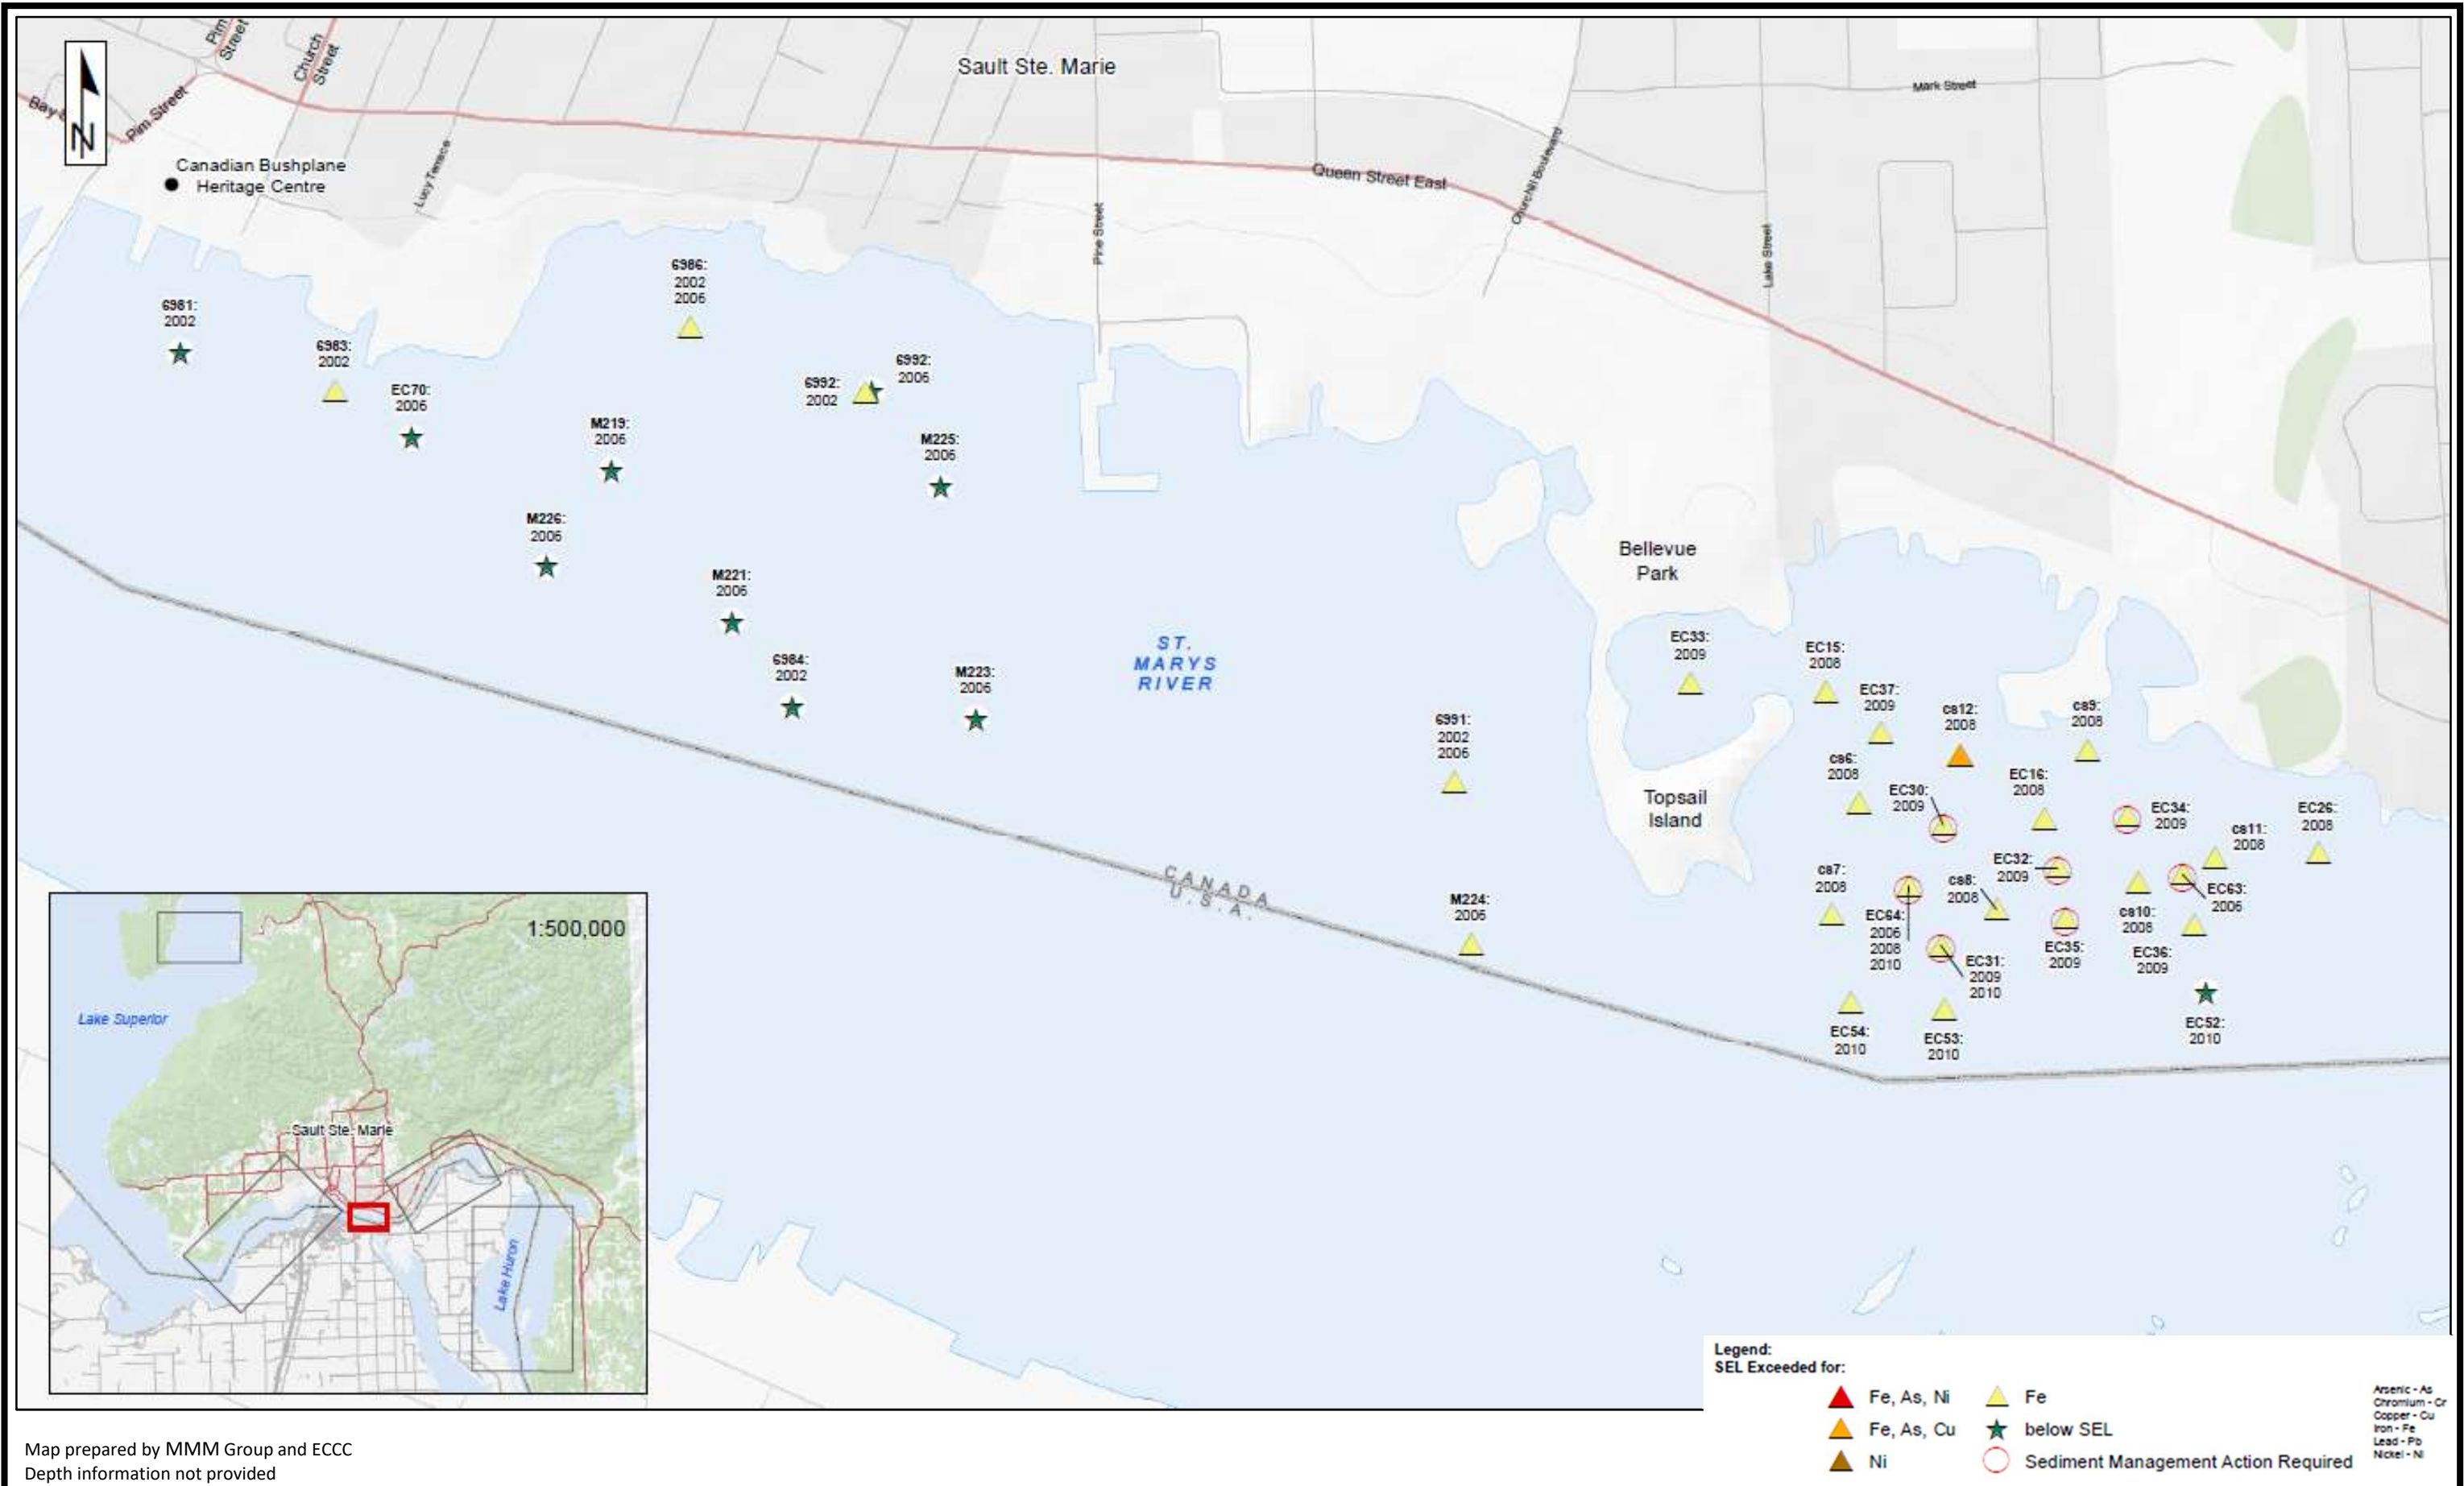 Pim
Street
Church
Street
Sault Ste. Marie
Mark Street
Bay
Pim Street
N
Canadian Bushplane
Heritage Centre
Lucy Terrace
Queen Street East
Churchill Boulevard
Pine Street
Lake Street
6981:
2002
6983:
2002
EC70:
2006
6986:
2002
2006
6992:
2002
6992:
2006
M219:
2006
M225:
2006
M226:
2006
M221:
2006
6984:
2002
M223:
2006
ST.
MARYS
RIVER
Bellevue
Park
EC33:
2009
EC15:
2008
EC37:
2009
cs12:
2008
cs9:
2008
6991:
2002
2006
Topsail
Island
cs6:
2008
EC30:
2009
EC16:
2008
EC34:
2009
cs11:
2008
EC26:
2008
CANADA
U.S.A.
M224:
2006
cs7:
2008
EC64:
2006
2008
2010
cs8:
2008
EC32:
2009
EC31:
2009
2010
EC35:
2009
cs10:
2008
EC63:
2006
EC36:
2009
EC54:
2010
EC53:
2010
EC52:
2010
1:500,000
Lake Superior
Sault Ste. Marie
Lake Huron
Legend:
SEL Exceeded for:
Fe, As, Ni
Fe, As, Cu
Ni
Fe
below SEL
Sediment Management Action Required
Arsenic - As
Chromium - Cr
Copper - Cu
Iron - Fe
Lead - Pb
Nickel - Ni
Map prepared by MMM Group and ECCC
Depth information not provided